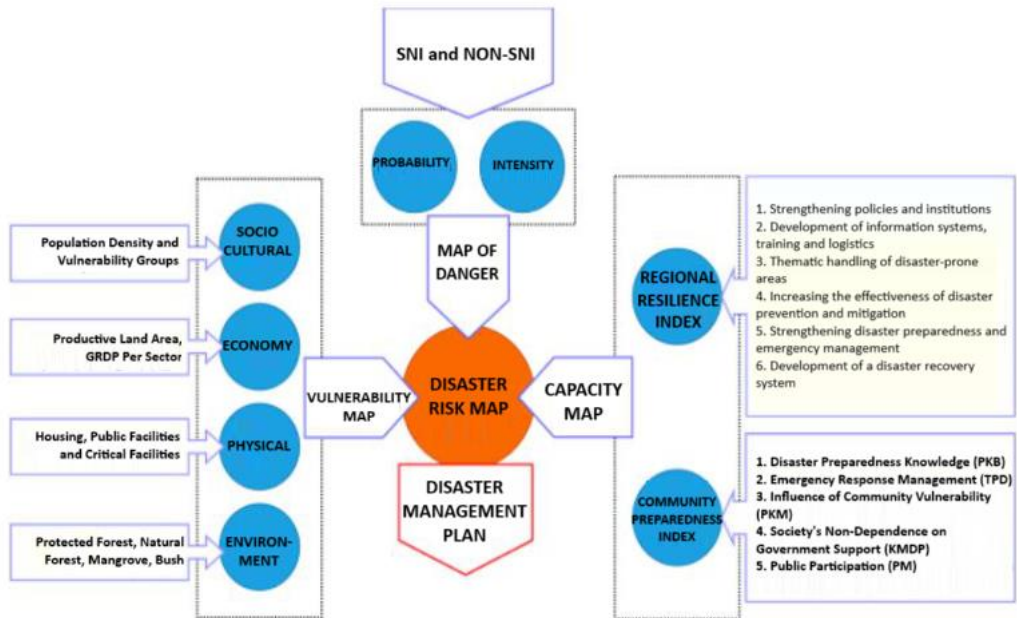 SNI and NON-SNI
PROBABILITY
INTENSITY
MAP OF
DANGER
Population Density and
Vulnerability Groups
SOCIO
CULTURAL
Productive Land Area,
GRDP Per Sector
ECONOMY
Housing, Public Facilities
and Critical Facilities
PHYSICAL
Protected Forest, Natural
Forest, Mangrove, Bush
ENVIRON-
MENT
VULNERABILITY
MAP
DISASTER
RISK MAP
CAPACITY
MAP
DISASTER
MANAGEMENT
PLAN
REGIONAL
RESILIENCE
INDEX
1. Strengthening policies and institutions
2. Development of information systems,
training and logistics
3. Thematic handling of disaster-prone
areas
4. Increasing the effectiveness of disaster
prevention and mitigation
5. Strengthening disaster preparedness and
emergency management
6. Development of a disaster recovery
system
COMMUNITY
PREPAREDNESS
INDEX
1. Disaster Preparedness Knowledge (PKB)
2. Emergency Response Management (TPD)
3. Influence of Community Vulnerability
(PKM)
4. Society's Non-Dependence on
Government Support (KMDP)
5. Public Participation (PM)